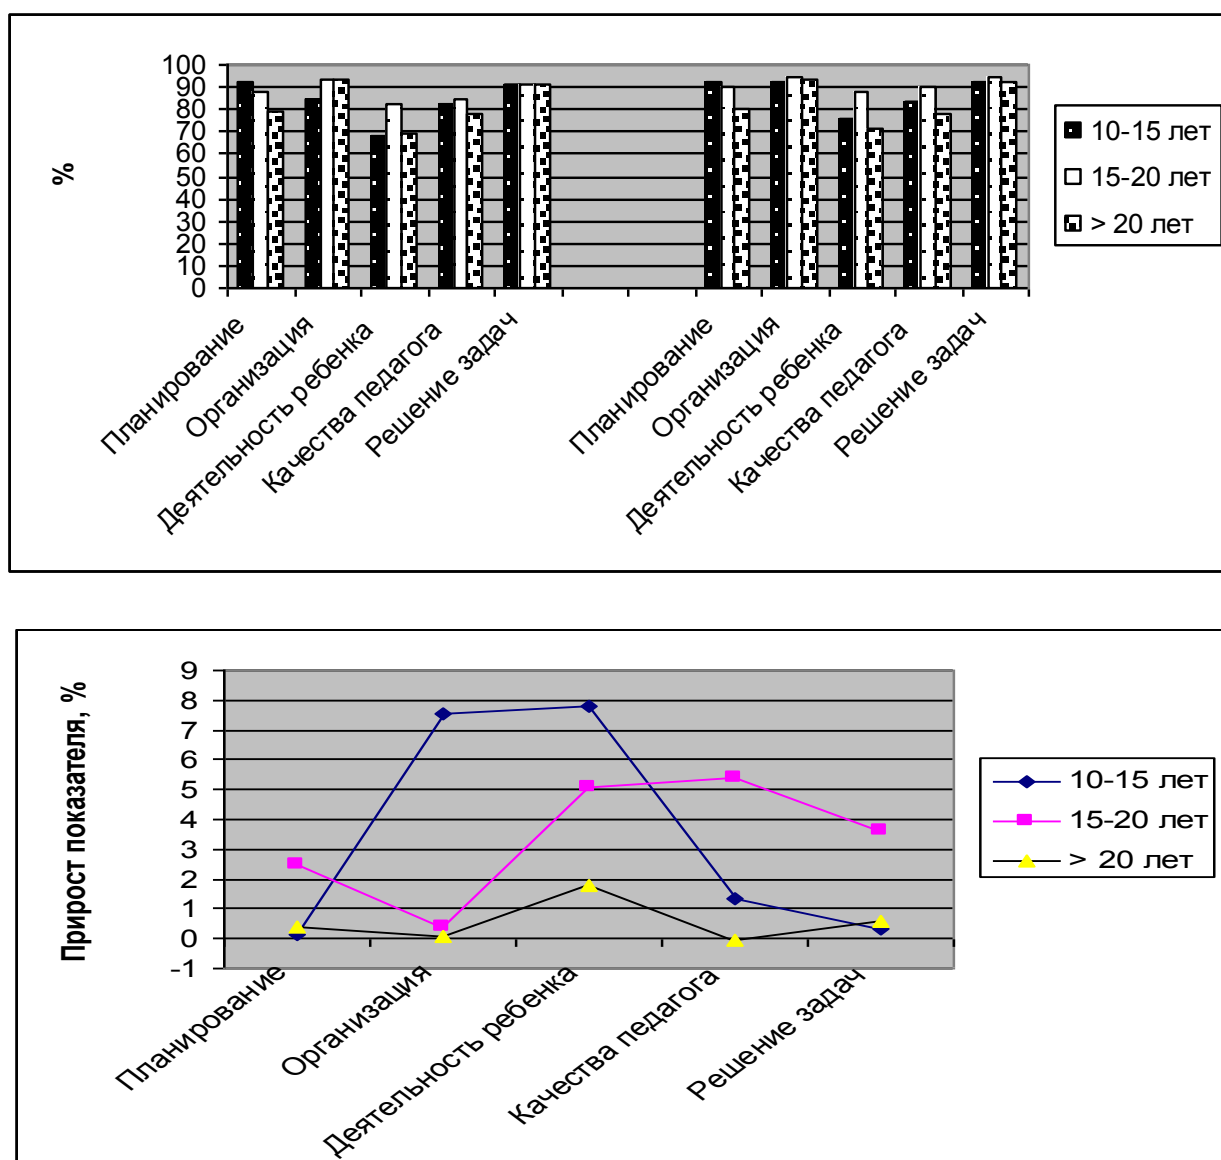 100
90
80
70
60
50
40
30
20
10
0
%
Планирование
Организация
Деятельность ребенка
Качества педагога
Решение задач
Планирование
Организация
Деятельность ребенка
Качества педагога
Решение задач
10-15 лет
15-20 лет
> 20 лет
Прирост показателя, %
9
8
7
6
5
4
3
2
1
0
-1
Планирование
Организация
Деятельность ребенка
Качества педагога
Решение задач
10-15 лет
15-20 лет
> 20 лет